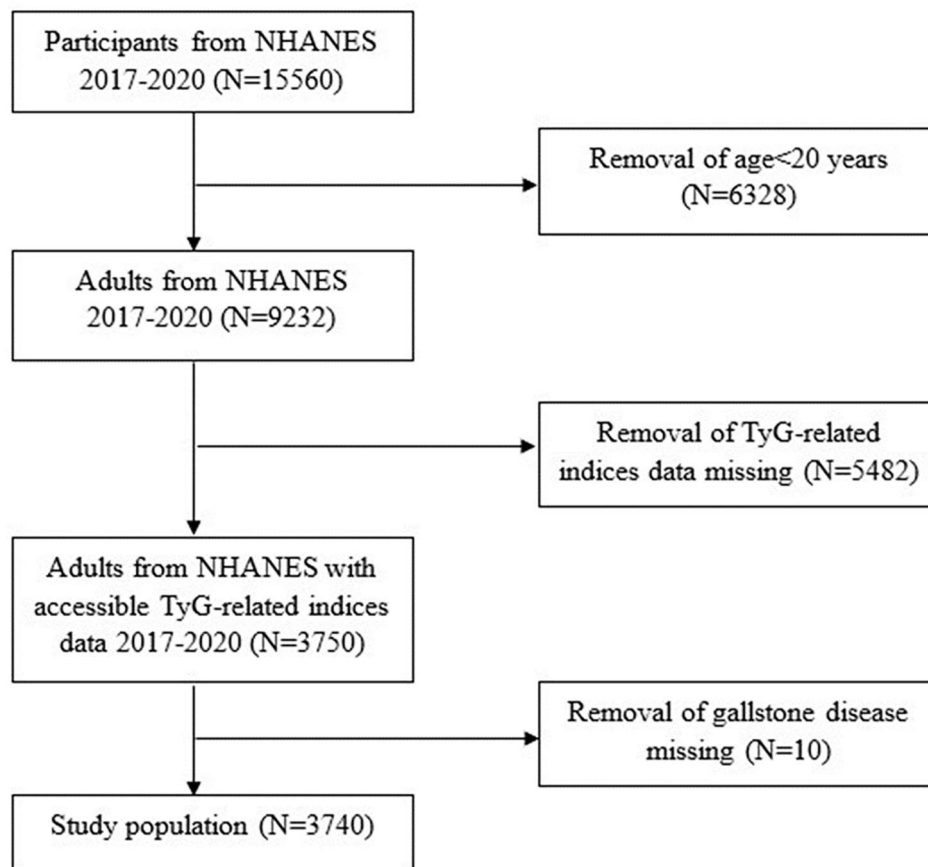 Participants from NHANES
2017-2020 (N=15560)
Removal of age<20 years
(N=6328)
Adults from NHANES
2017-2020 (N=9232)
Removal of TyG-related
indices data missing (N=5482)
Adults from NHANES with
accessible TyG-related indices
data 2017-2020 (N=3750)
Removal of gallstone disease
missing (N=10)
Study population (N=3740)